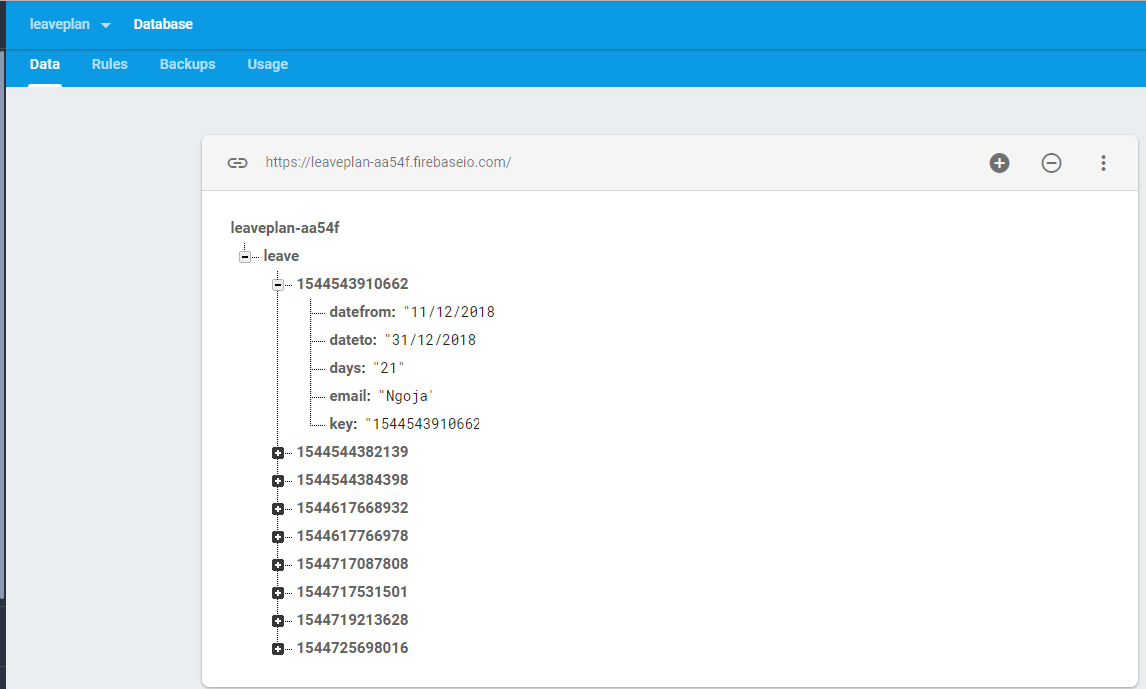 leaveplan Database
Data Rules Backups Usage
https://leaveplan-aa54f.firebaseio.com/
leaveplan-aa54f
leave
1544543910662
datefrom: "11/12/2018
dateto: "31/12/2018
days: "21"
email: "Ngoja'
key: "1544543910662
1544544382139
1544544384398
1544617668932
1544617766978
1544717087808
1544717531501
1544719213628
1544725698016